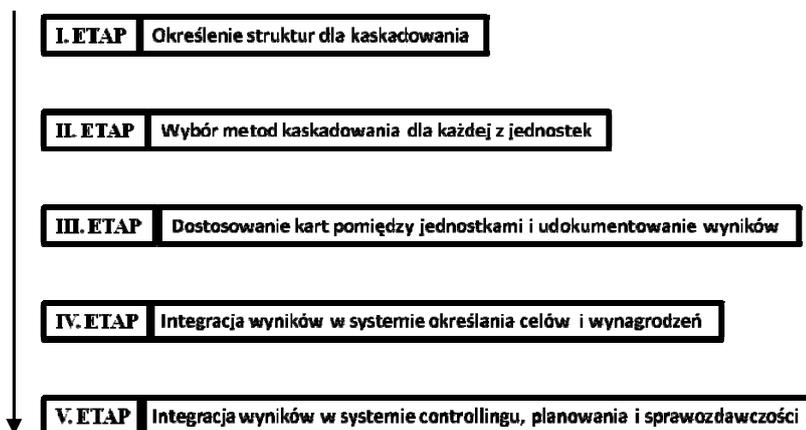 I. ETAP Określenie struktur dla kaskadowania
II. ETAP Wybór metod kaskadowania dla każdej z jednostek
III. ETAP Dostosowanie kart pomiędzy jednostkami i udokumentowanie wyników
IV. ETAP Integracja wyników w systemie określania celów i wynagrodzeń
V. ETAP Integracja wyników w systemie controllingu, planowania i sprawozdawczości